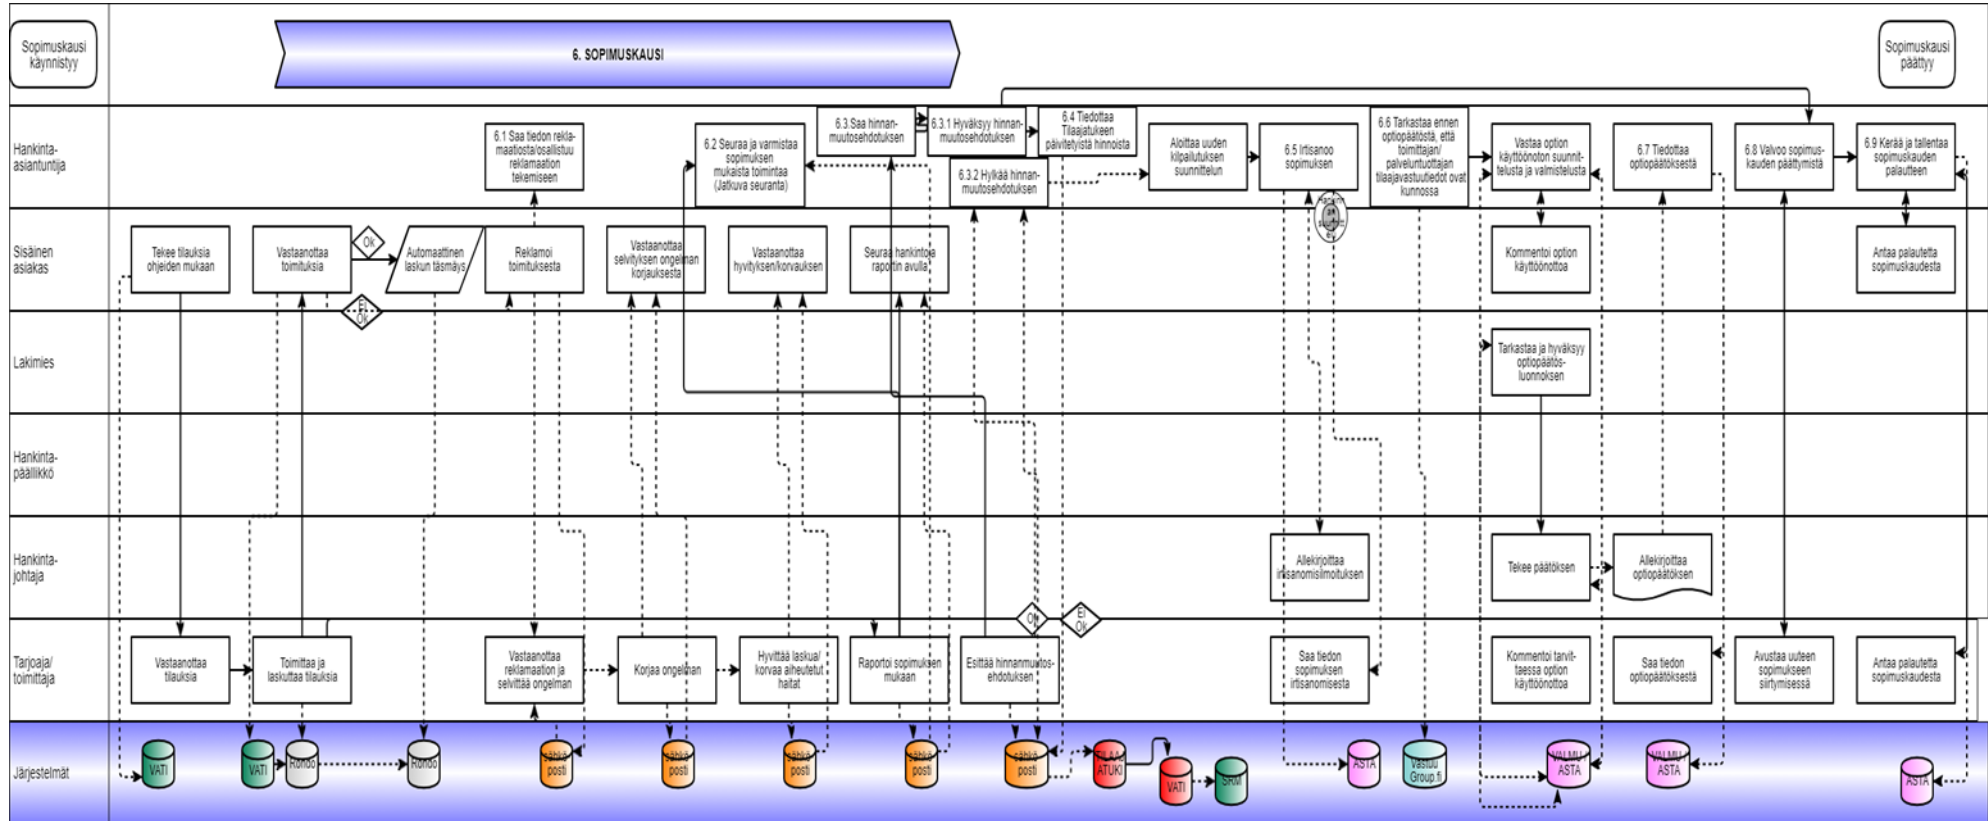 Sopimuskausi
käynnistyy
6. SOPIMUSKAUSI
Sopimuskausi
päättyy
Hankinta-
asiantuntija
6.1 Saa tiedon rekla-
maatiosta/osallistuu
reklamaation
tekemiseen
6.2 Seuraa ja varmistaa
sopimuksen
mukaista toimintaa
(Jatkuva seuranta)
6.3.Saa hinnan-
muutosehdotuksen
6.3.1 Hyväksyy hinnan-
muutosehdotuksen
6.3.2 Hylkää hinnan-
muutosehdotuksen
6.4 Tiedottaa
Tilaajatukeen
päivitetyistä hinnoista
Aloittaa uuden
kilpailutuksen
suunnittelun
6.5 Irtisanoo
sopimuksen
6.6 Tarkastaa ennen
optiopäätöstä, että
toimittajan/
palveluntuottajan
tilaajavastuutiedot ovat
kunnossa
Vastaa option
käyttöönoton suunnit-
telusta ja valmistelusta
6.7 Tiedottaa
optiopäätöksestä
6.8 Valvoo sopimus-
kauden päättymistä
6.9 Kerää ja tallentaa
sopimuskauden
palautteen
Sisäinen
asiakas
Tekee tilauksia
ohjeiden mukaan
Vastaanottaa
toimituksia
Ok
Ei
Ok
Automaattinen
laskun täsmäys
Reklamoi
toimituksesta
Vastaanottaa
selvityksen ongelman
korjauksesta
Vastaanottaa
hyvityksen/korvauksen
Seuraa hankintoja
raportin avulla
Kommentoi option
käyttöönottoa
Antaa palautetta
sopimuskaudesta
Lakimies
Tarkastaa ja hyväksyy
optiopäätös-
luonnoksen
Hankinta-
päällikkö
Hankinta-
johtaja
Allekirjoittaa
irtisanomisilmoituksen
Tekee päätöksen
Allekirjoittaa
optiopäätöksen
Tarjoaja/
toimittaja
Vastaanottaa
tilauksia
Toimittaa ja
laskuttaa tilauksia
Vastaanottaa
reklamaation ja
selvittää ongelman
Korjaa ongelman
Hyvittää laskua/
korvaa aiheutetut
haitat
Raportoi sopimuksen
mukaan
Esittää hinnanmuutos-
ehdotuksen
Ok
Ei
Ok
Saa tiedon
sopimuksen
irtisanomisesta
Kommentoi tarvit-
taessa option
käyttöönottoa
Saa tiedon
optiopäätöksestä
Avustaa uuteen
sopimukseen
siirtymisessä
Antaa palautetta
sopimuskaudesta
Järjestelmät
VATI
VATI
Rondo
Rondo
sähkö
posti
sähkö
posti
sähkö
posti
sähkö
posti
sähkö
posti
TILAAJ
ATUKI
VATI
SRM
ASTA
Vastuu
Group.fi
VALMU /
ASTA
VALMU /
ASTA
ASTA